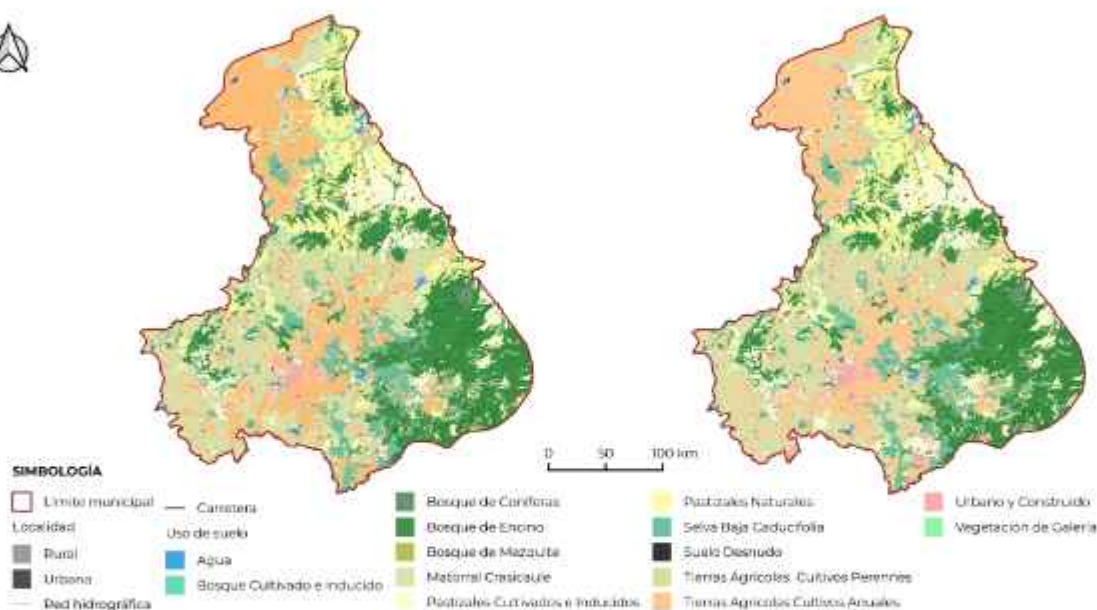 0 50 100 km
SIMBOLOGÍA
Límite municipal
Localidad
Rural
Urbana
Red hidrográfica
Carretera
Uso de suelo
Agua
Bosque Cultivado e Inducido
Bosque de Coníferas
Bosque de Encino
Bosque de Mezquite
Matorral Crasicaule
Pastizales Cultivados e Inducidos
Pastizales Naturales
Selva Baja Caducifolia
Suelo Desnudo
Tierras Agrícolas, Cultivos Perennes
Tierras Agrícolas Cultivos Anuales
Urbano y Construido
Vegetación de Galería